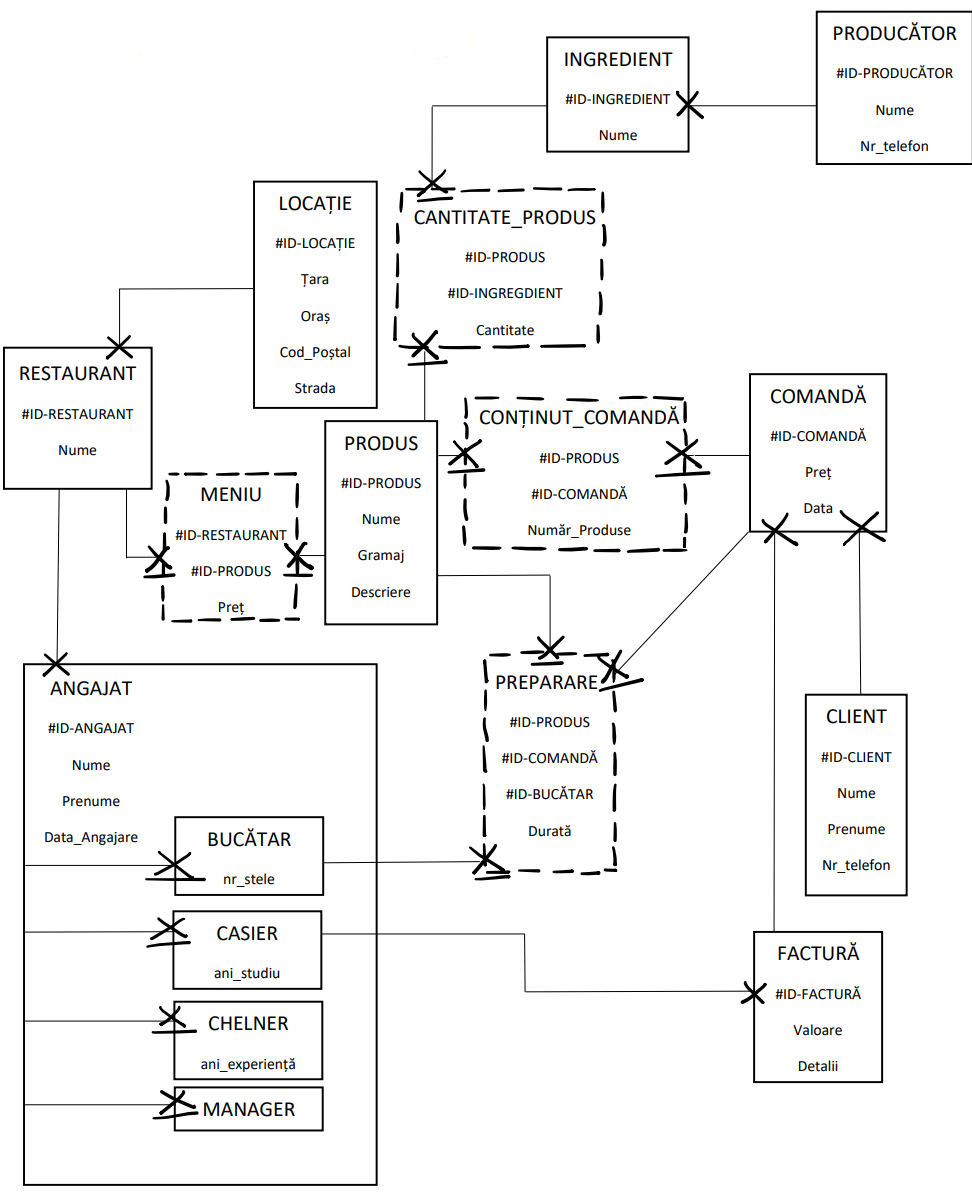 PRODUCĂTOR
#ID-PRODUCĂTOR
Nume
Nr_telefon
INGREDIENT
#ID-INGREDIENT
Nume
LOCAȚIE
#ID-LOCAȚIE
Țara
Oraș
Cod_Poștal
Strada
CANTITATE_PRODUS
#ID-PRODUS
#ID-INGREGDIENT
Cantitate
RESTAURANT
#ID-RESTAURANT
Nume
MENIU
#ID-RESTAURANT
#ID-PRODUS
Preț
PRODUS
#ID-PRODUS
Nume
Gramaj
Descriere
CONȚINUT_COMANDĂ
#ID-PRODUS
#ID-COMANDĂ
Număr_Produse
COMANDĂ
#ID-COMANDĂ
Preț
Data
ANGAJAT
#ID-ANGAJAT
Nume
Prenume
Data_Angajare
BUCĂTAR
nr_stele
CASIER
ani_studiu
CHELNER
ani_experiență
MANAGER
PREPARARE
#ID-PRODUS
#ID-COMANDĂ
#ID-BUCĂTAR
Durată
CLIENT
#ID-CLIENT
Nume
Prenume
Nr_telefon
FACTURĂ
#ID-FACTURĂ
Valoare
Detalii